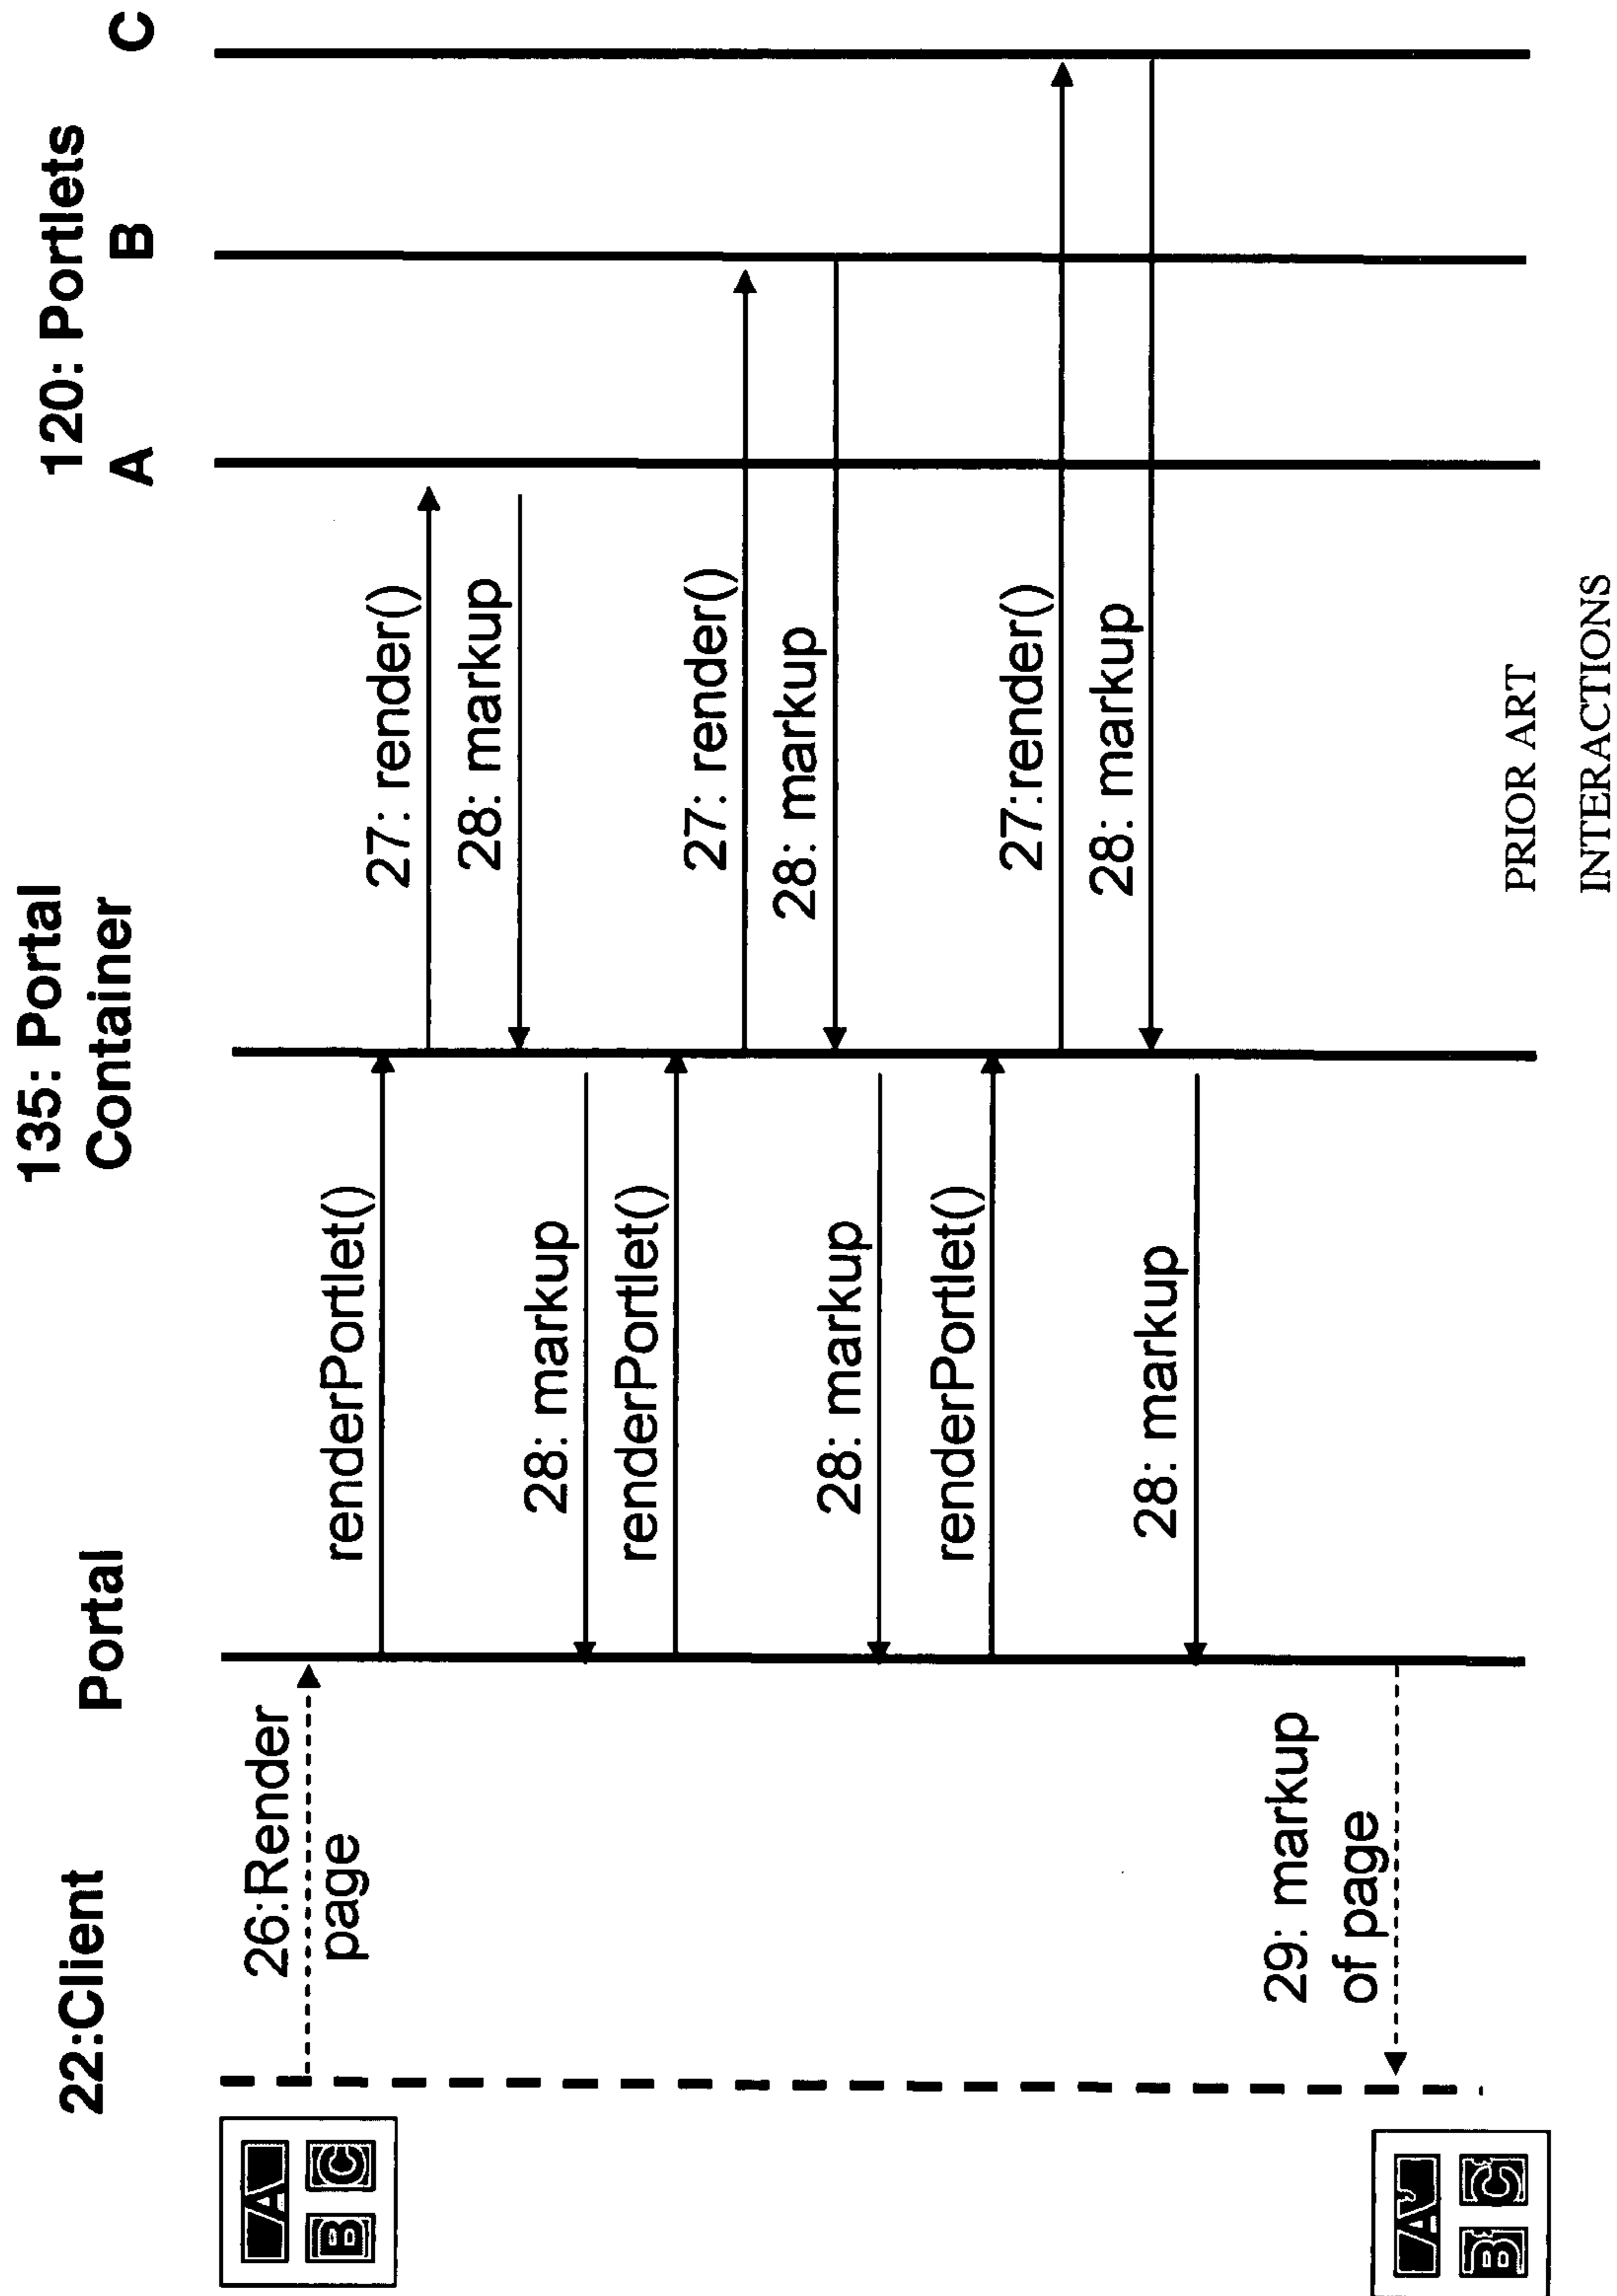 22:Client
Portal
135: Portal
Container
120: Portlets
A
B
C
A
B C
26:Render
page
renderPortlet()
27: render()
28: markup
28: markup
renderPortlet()
27: render()
28: markup
28: markup
renderPortlet()
27:render()
28: markup
28: markup
29: markup
of page
A'
B' C'
PRIOR ART
INTERACTIONS